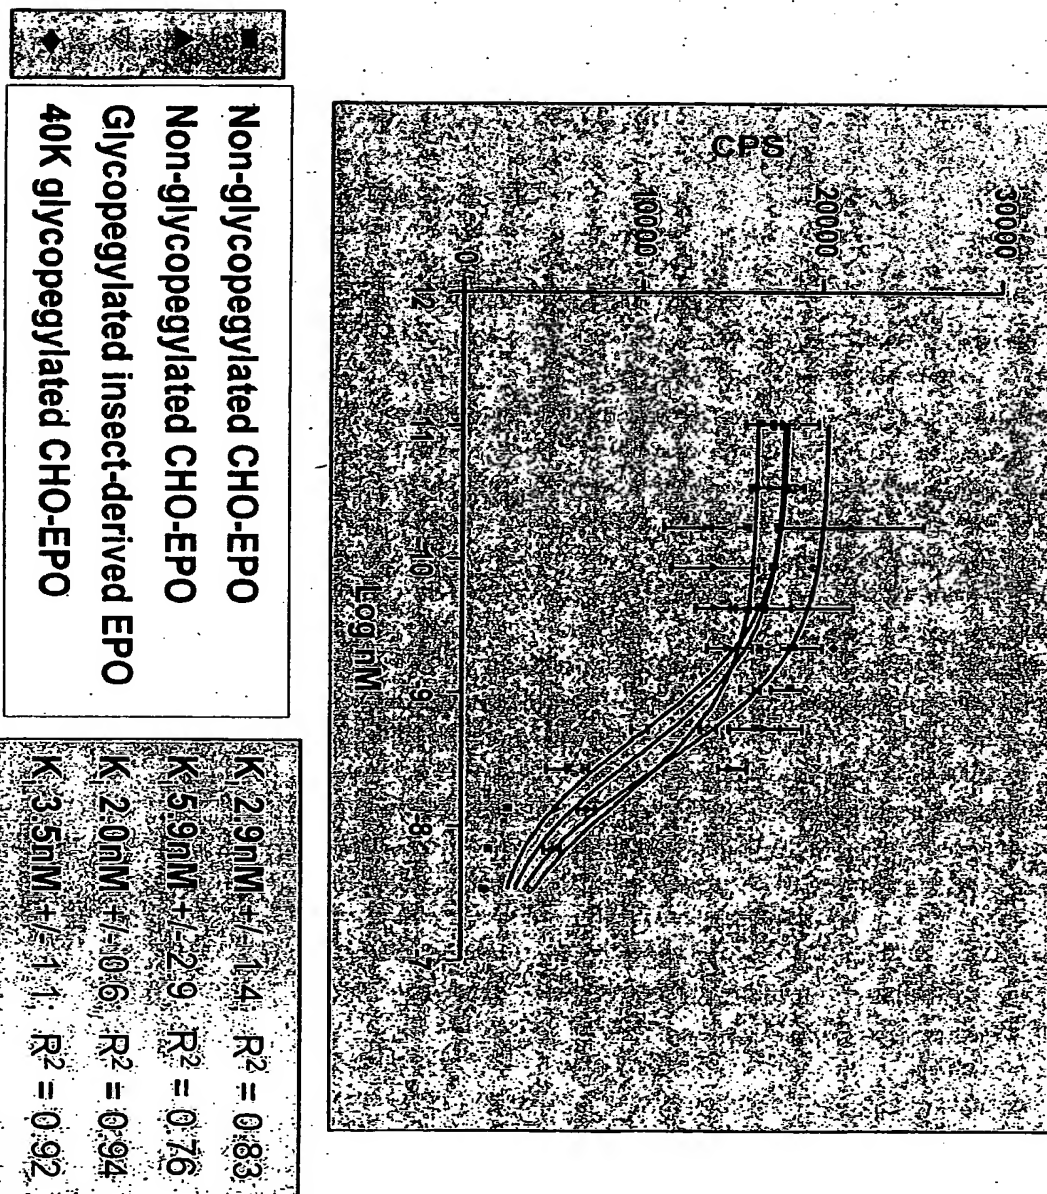 CPS
30000
20000
10000
0
-12
-11
-10
-9
-8
-7
Log nM
Non-glycopegylated CHO-EPO
Non-glycopegylated CHO-EPO
Glycopegylated insect-derived EPO
40K glycopegylated CHO-EPO
K 2.9nM +/- 1.4, R² = 0.83
K 5.9nM +/- 2.9, R² = 0.76
K 2.0nM +/- 0.6, R² = 0.94
K 3.5nM +/- 1.1, R² = 0.92